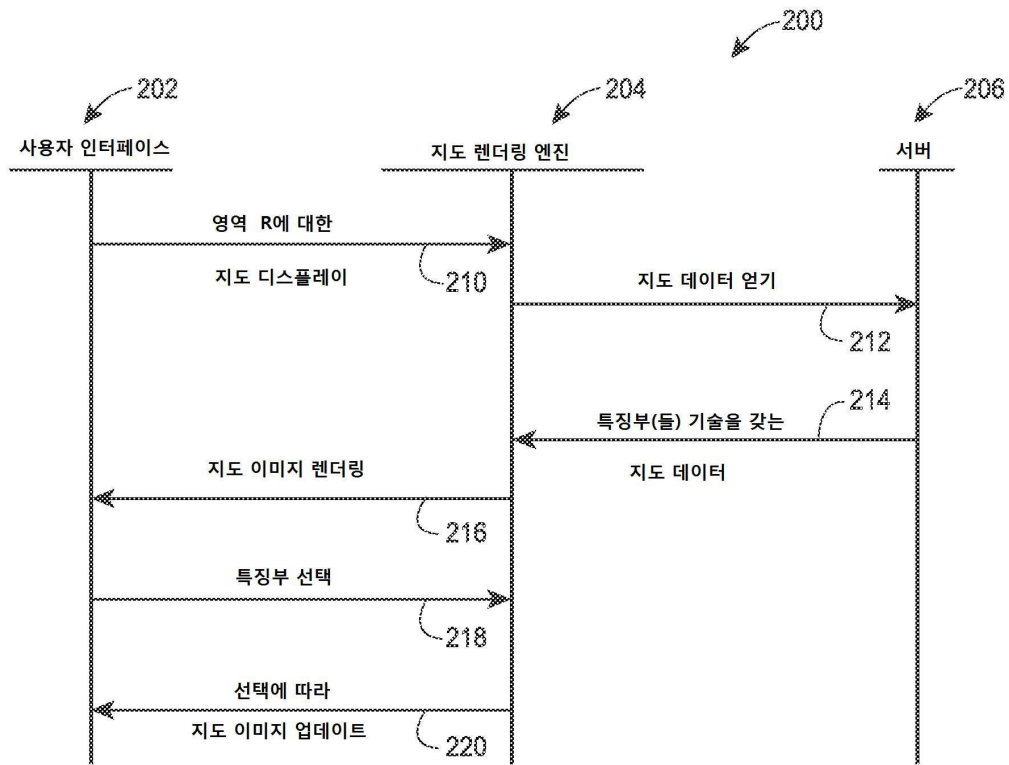 200
202
204
206
사용자 인터페이스
지도 렌더링 엔진
서버
영역 R에 대한
지도 디스플레이
210
지도 데이터 얻기
212
214
특징부(들) 기술을 갖는
지도 데이터
지도 이미지 렌더링
216
특징부 선택
218
선택에 따라
지도 이미지 업데이트
220